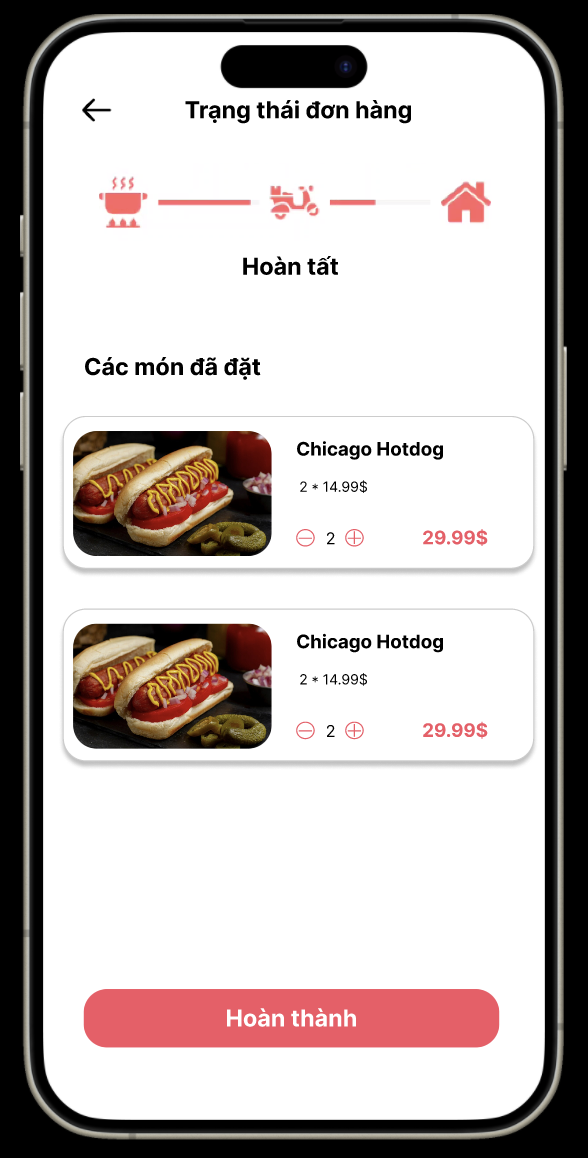 Trạng thái đơn hàng
Hoàn tất
Các món đã đặt
Chicago Hotdog
2 * 14.99$
2
29.99$
Chicago Hotdog
2 * 14.99$
2
29.99$
Hoàn thành